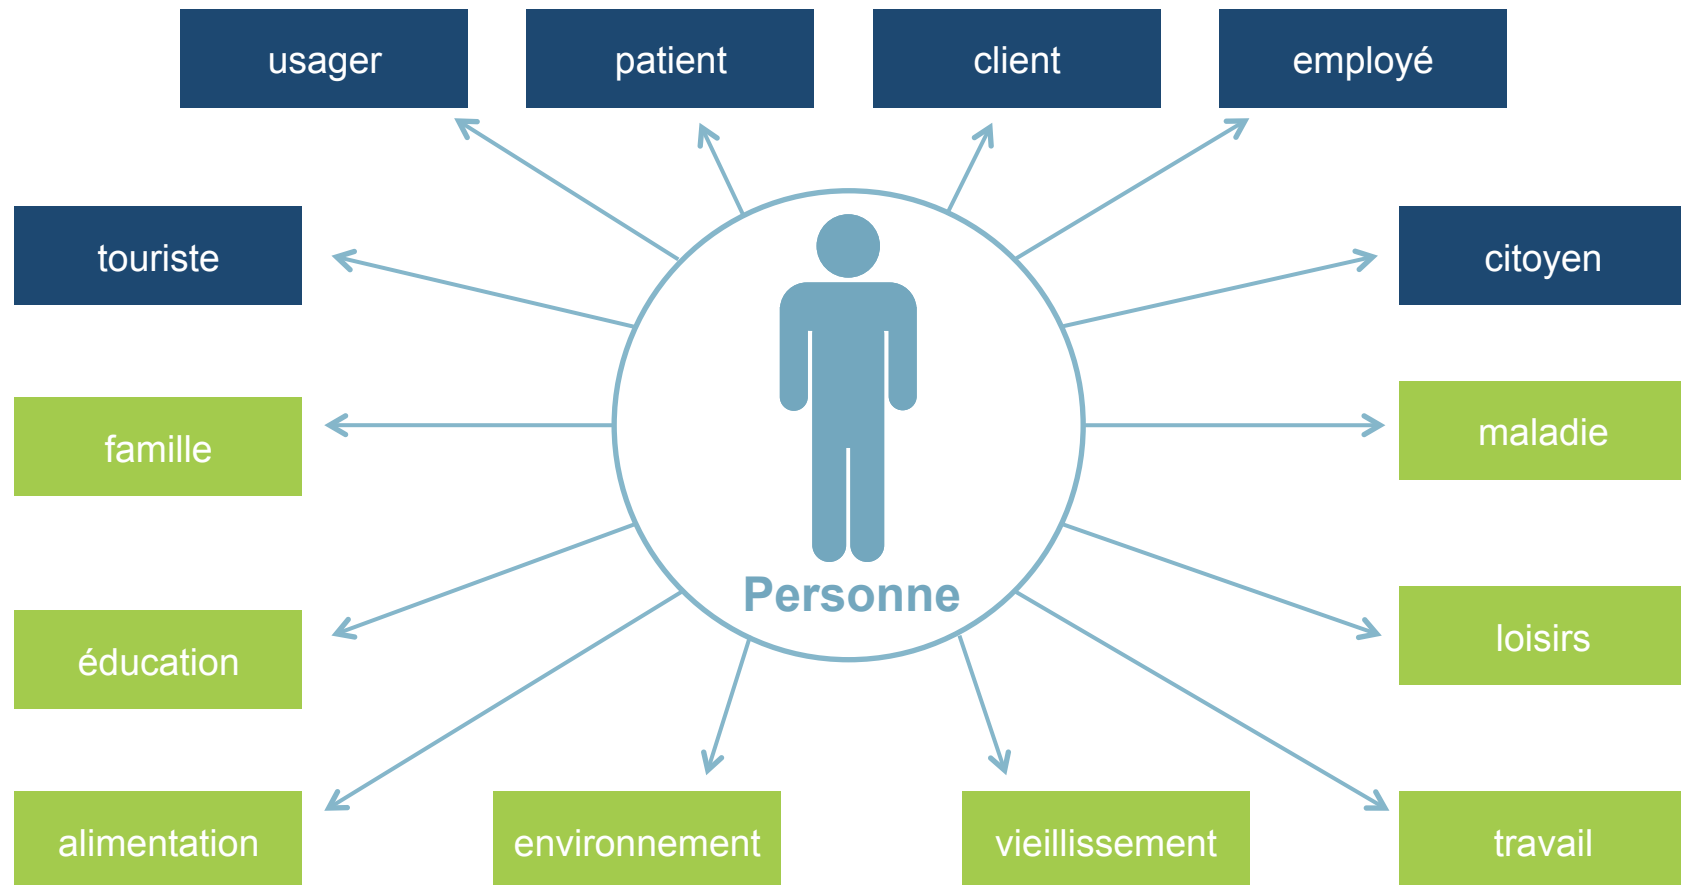 usager
patient
client
employé
touriste
citoyen
famille
maladie
Personne
éducation
loisirs
alimentation
environnement
vieillissement
travail